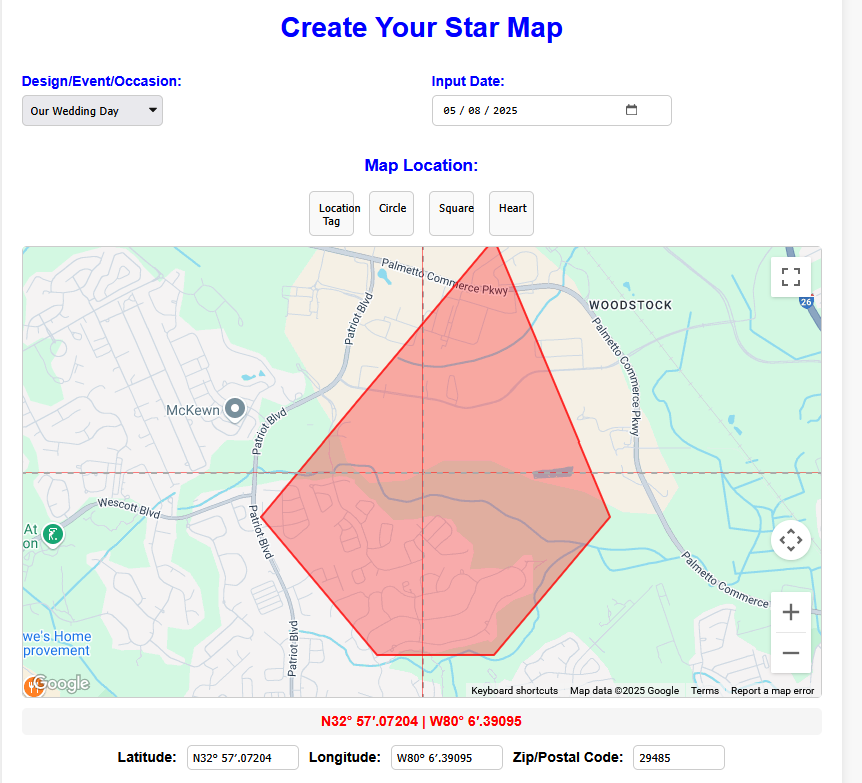 Create Your Star Map
Design/Event/Occasion:
Input Date:
Our Wedding Day
05 / 08 / 2025
Map Location:
Location
Tag
Circle
Square
Heart
Palmetto Commerce Pkwy
WOODSTOCK
26
Patriot Blvd
Palmetto Commerce Pkwy
McKewn
Patriot Blvd
Wescott Blvd
At
on
Patriot Blvd
Palmetto Commerce
we's Home
provement
Patriot Blvd
Google
Keyboard shortcuts
Map data ©2025 Google
Terms
Report a map error
N32° 57′.07204 | W80° 6′.39095
Latitude:
N32° 57′.07204
Longitude:
W80° 6′.39095
Zip/Postal Code:
29485